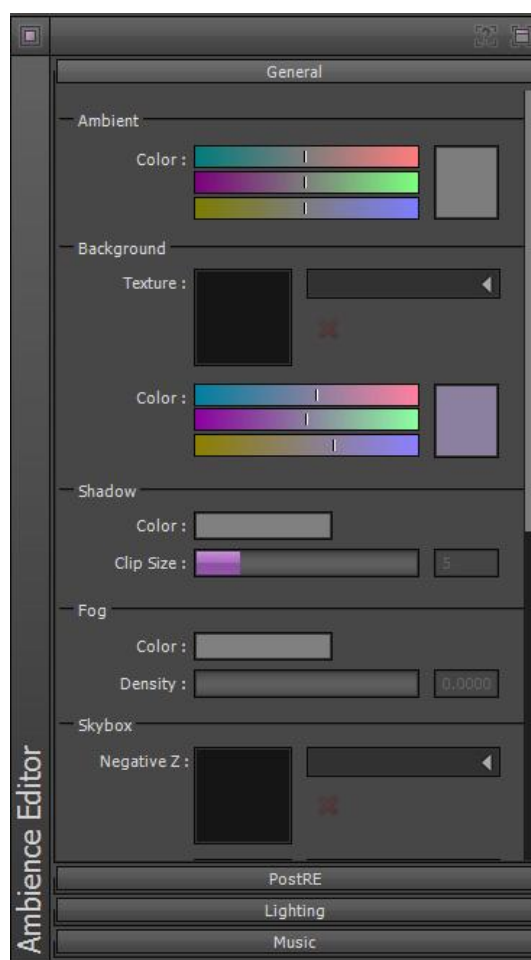 General
Ambient
Color :
Background
Texture :
Color :
Shadow
Color :
Clip Size :
5
Fog
Color :
Density :
0.0000
Skybox
Negative Z :
PostRE
Lighting
Music
Ambience Editor